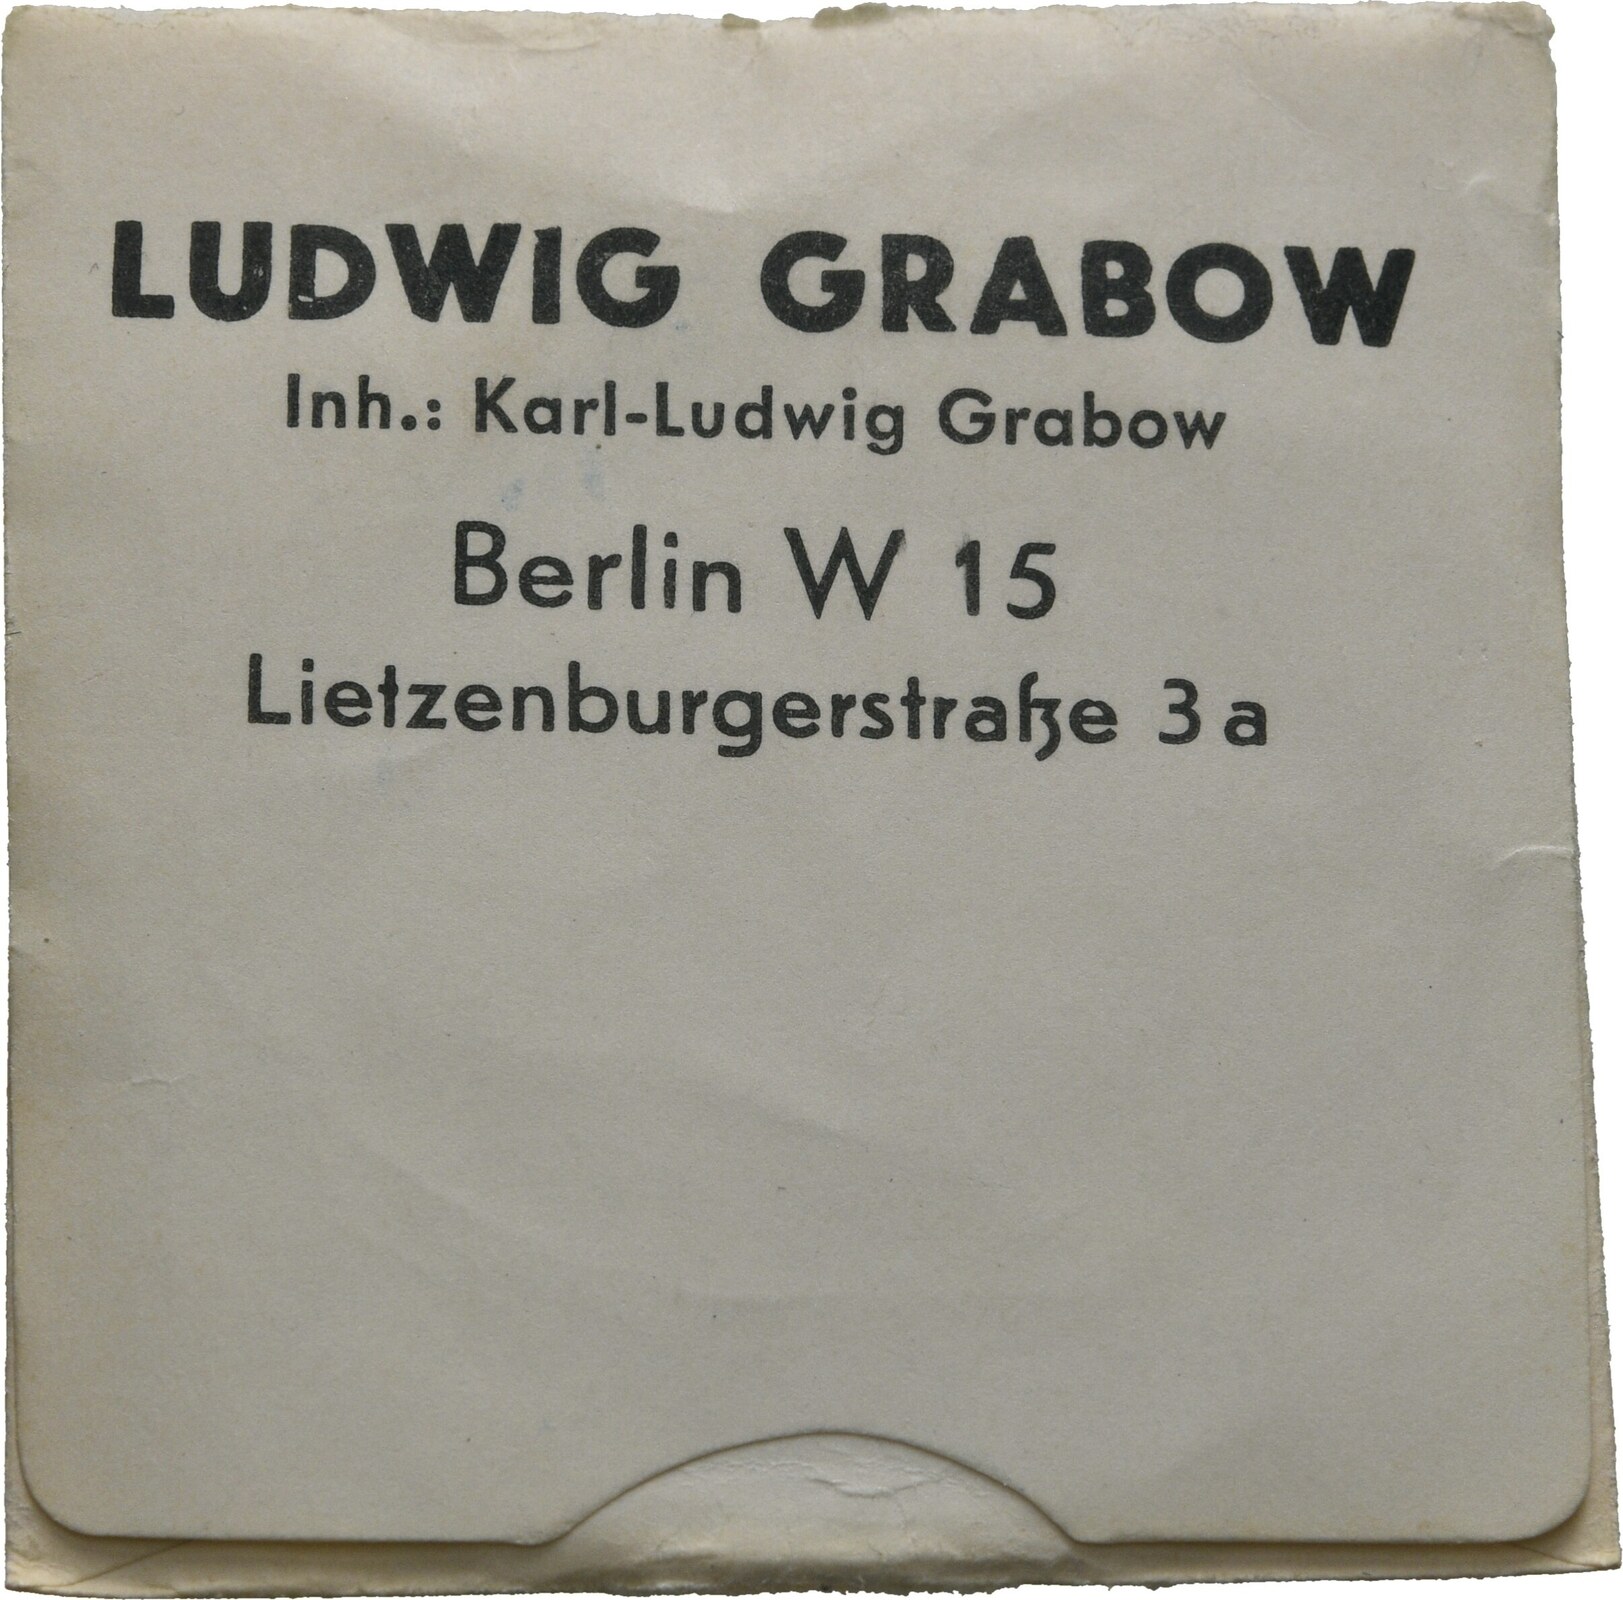 LUDWIG GRABOW
Inh.: Karl-Ludwig Grabow
Berlin W 15
Lietzenburgerstraße 3a